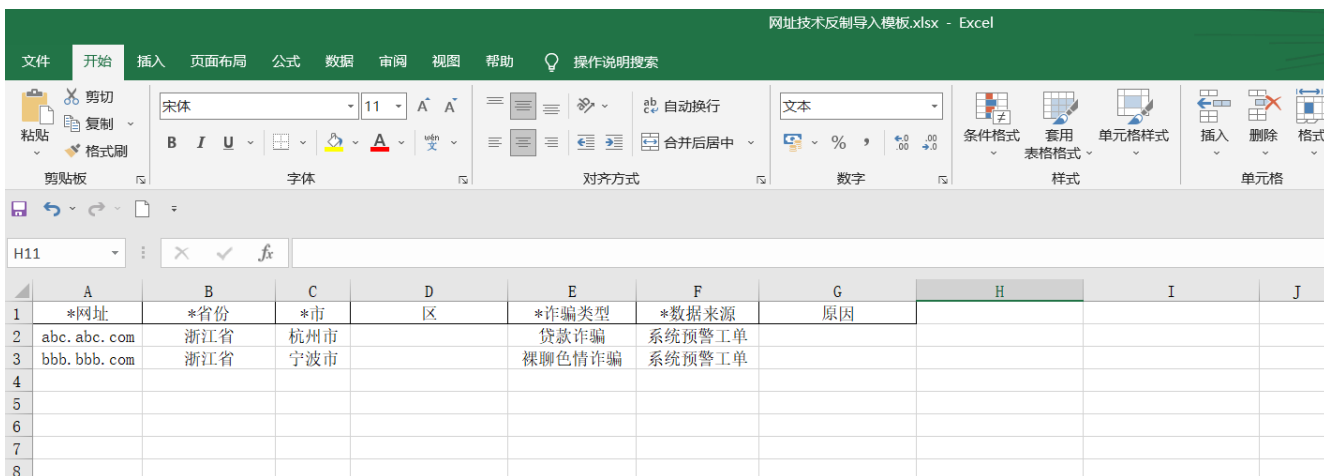 网址技术反制导入模板.xlsx - Excel
文件 开始 插入 页面布局 公式 数据 审阅 视图 帮助 操作说明搜索
剪切
复制
格式刷
粘贴
剪贴板
宋体 11 A A
B I U A wén 变
字体
ab 自动换行
合并后居中
对齐方式
文本
% , .0 .00 .00 .0
数字
条件格式 套用表格格式 单元格样式
样式
插入 删除 格式
单元格
H11 fx
A B C D E F G H I J
1 *网址 *省份 *市 区 *诈骗类型 *数据来源 原因
2 abc.abc.com 浙江省 杭州市 贷款诈骗 系统预警工单
3 bbb.bbb.com 浙江省 宁波市 裸聊色情诈骗 系统预警工单
4
5
6
7
8